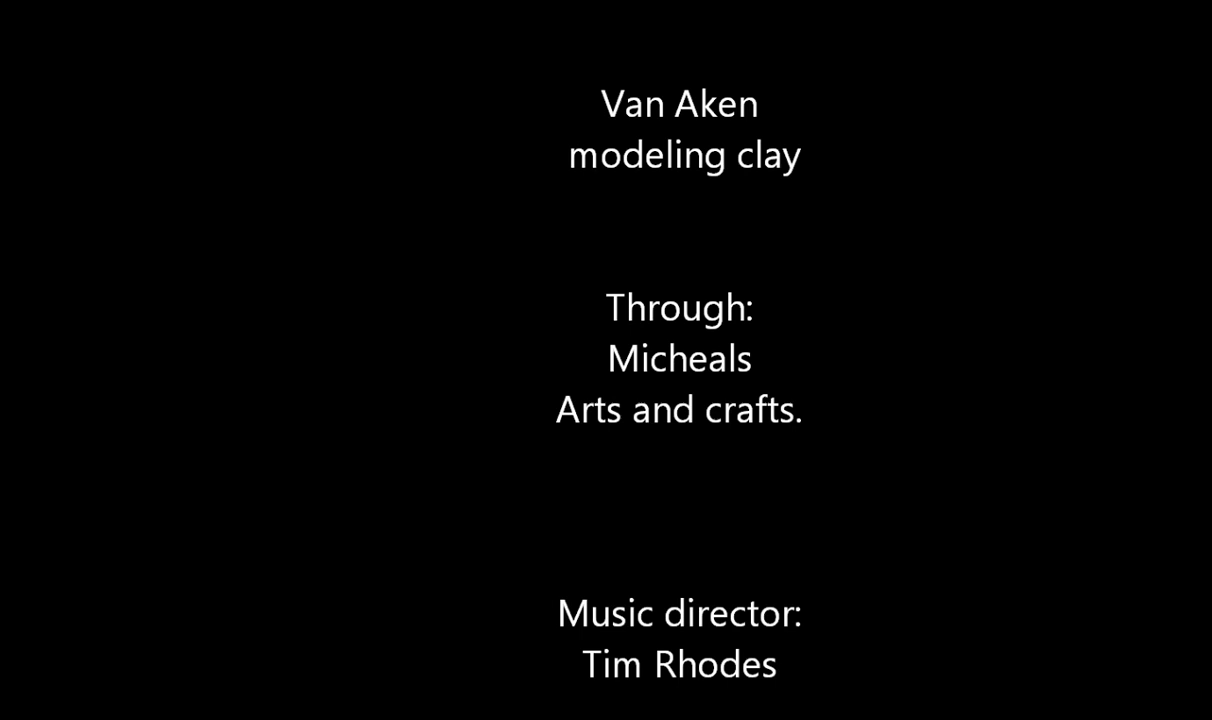 Van Aken
modeling clay
Through:
Micheals
Arts and crafts.
Music director:
Tim Rhodes